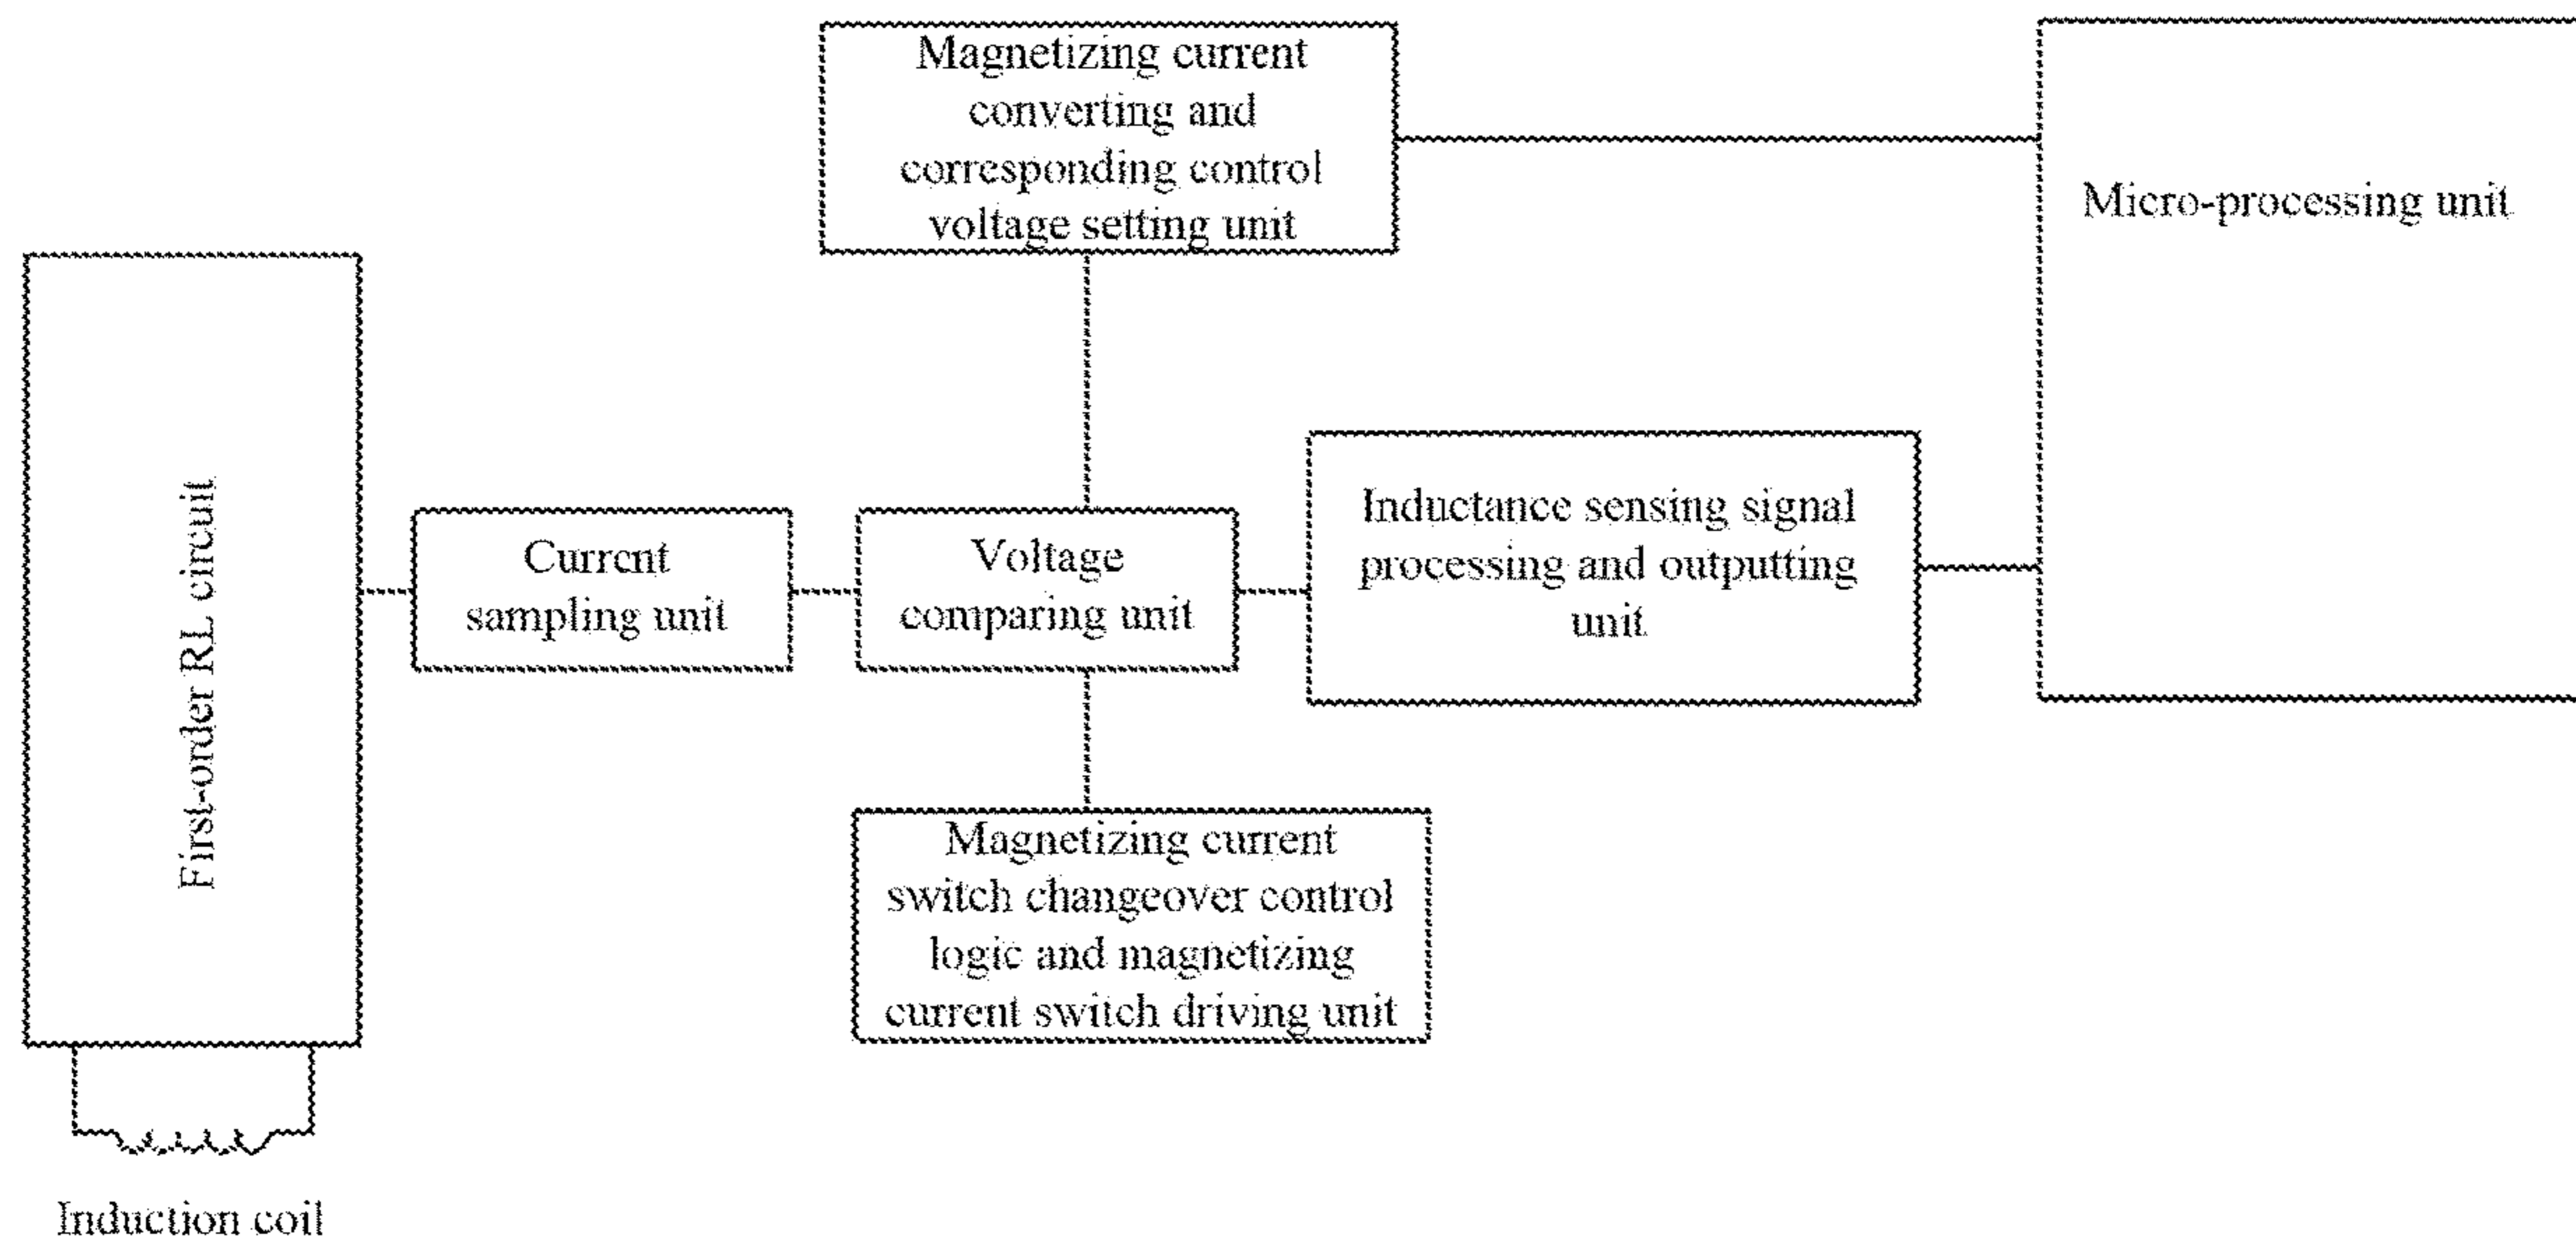 Magnetizing current
converting and
corresponding control
voltage setting unit
Micro-processing unit
First-order RL circuit
Current
sampling unit
Voltage
comparing unit
Inductance sensing signal
processing and outputting
unit
Magnetizing current
switch changeover control
logic and magnetizing
current switch driving unit
Induction coil